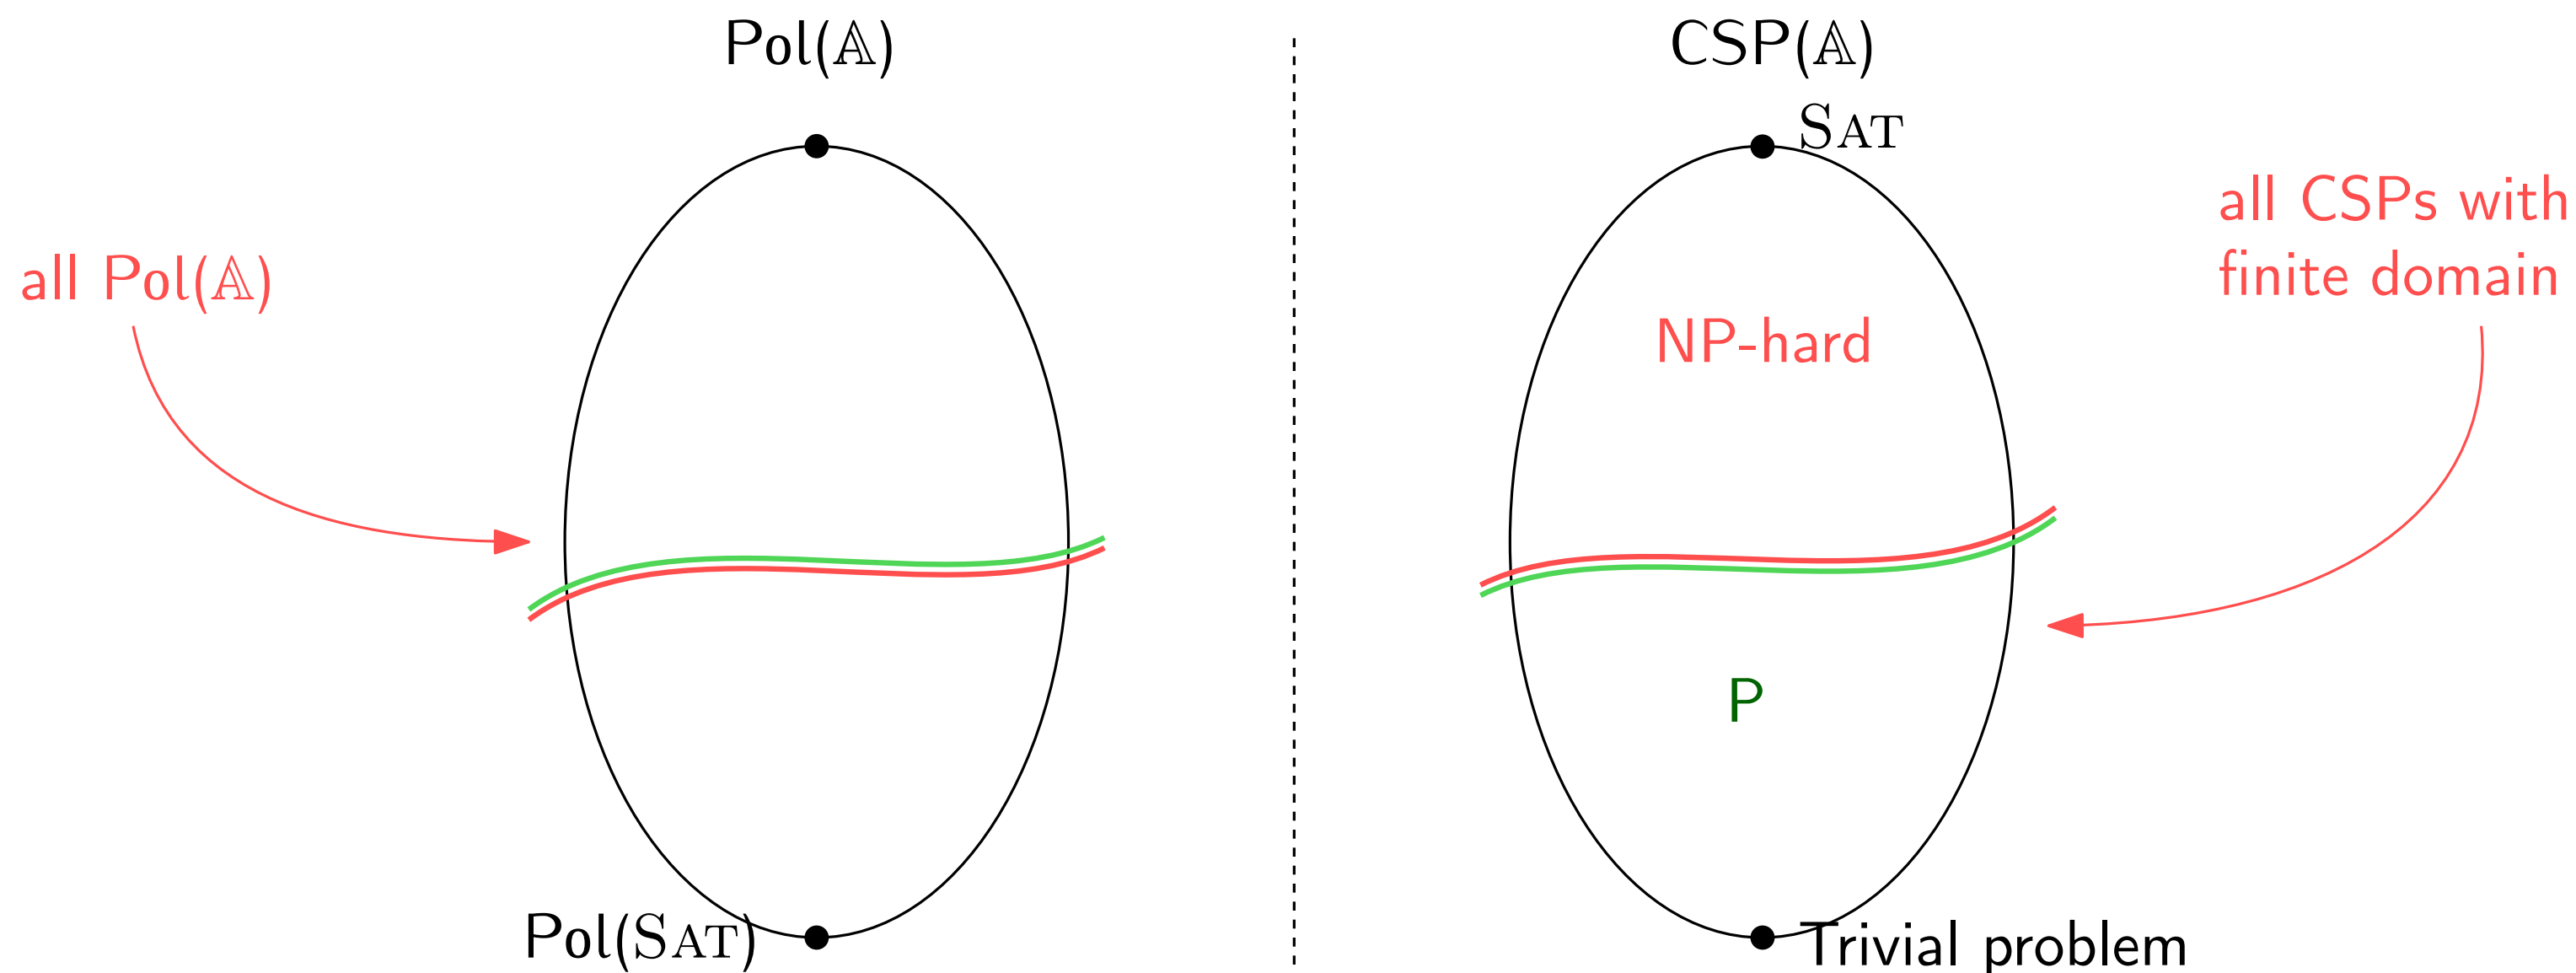 Pol(𝔸)
all Pol(𝔸)
Pol(SAT)
CSP(𝔸)
SAT
all CSPs with
finite domain
NP-hard
P
Trivial problem